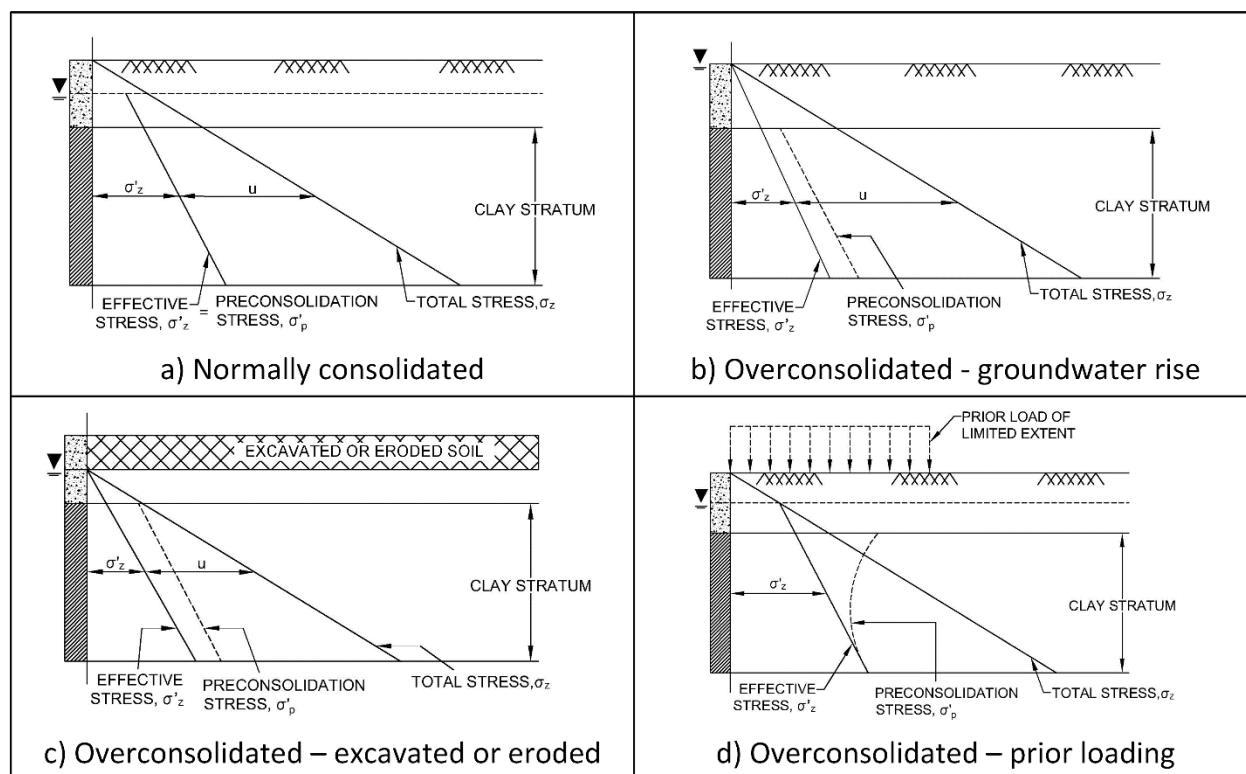 σ'z
u
CLAY STRATUM
EFFECTIVE
STRESS, σ'z
=
PRECONSOLIDATION
STRESS, σ'p
TOTAL STRESS,σz
a) Normally consolidated
σ'z
u
CLAY STRATUM
EFFECTIVE
STRESS, σ'z
PRECONSOLIDATION
STRESS, σ'p
TOTAL STRESS,σz
b) Overconsolidated - groundwater rise
EXCAVATED OR ERODED SOIL
σ'z
u
CLAY STRATUM
EFFECTIVE
STRESS, σ'z
PRECONSOLIDATION
STRESS, σ'p
TOTAL STRESS,σz
c) Overconsolidated – excavated or eroded
PRIOR LOAD OF
LIMITED EXTENT
σ'z
CLAY STRATUM
EFFECTIVE
STRESS, σ'z
PRECONSOLIDATION
STRESS, σ'p
TOTAL STRESS,σz
d) Overconsolidated – prior loading